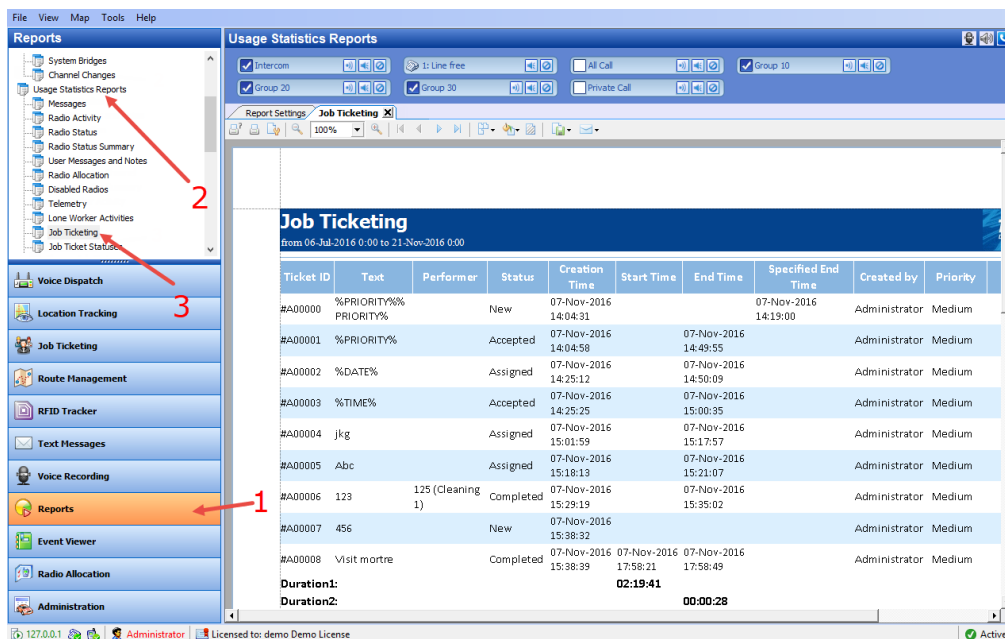 File View Map Tools Help
Reports
System Bridges
Channel Changes
Usage Statistics Reports
Messages
Radio Activity
Radio Status
Radio Status Summary
User Messages and Notes
Radio Allocation
Disabled Radios
Telemetry
Lone Worker Activities
Job Ticketing
Job Ticket Statuses
2
3
Voice Dispatch
Location Tracking
Job Ticketing
Route Management
RFID Tracker
Text Messages
Voice Recording
Reports
1
Event Viewer
Radio Allocation
Administration
Usage Statistics Reports
Intercom 1: Line free All Call Group 10
Group 20 Group 30 Private Call
Report Settings Job Ticketing X
100%
Job Ticketing
from 06-Jul-2016 0:00 to 21-Nov-2016 0:00
Ticket ID Text Performer Status Creation Time Start Time End Time Specified End Time Created by Priority
#A00000 %PRIORITY%% PRIORITY% New 07-Nov-2016 14:04:31 07-Nov-2016 14:19:00 Administrator Medium
#A00001 %PRIORITY% Accepted 07-Nov-2016 14:04:58 07-Nov-2016 14:49:55 Administrator Medium
#A00002 %DATE% Assigned 07-Nov-2016 14:25:12 07-Nov-2016 14:50:09 Administrator Medium
#A00003 %TIME% Accepted 07-Nov-2016 14:25:25 07-Nov-2016 15:00:35 Administrator Medium
#A00004 jkg Assigned 07-Nov-2016 15:01:59 07-Nov-2016 15:17:57 Administrator Medium
#A00005 Abc Assigned 07-Nov-2016 15:18:13 07-Nov-2016 15:21:07 Administrator Medium
#A00006 123 125 (Cleaning 1) Completed 07-Nov-2016 15:29:19 07-Nov-2016 15:35:02 Administrator Medium
#A00007 456 New 07-Nov-2016 15:38:32 Administrator Medium
#A00008 Visit mortre Completed 07-Nov-2016 15:38:39 07-Nov-2016 17:58:21 07-Nov-2016 17:58:49 Administrator Medium
Duration1: 02:19:41
Duration2: 00:00:28
127.0.0.1 Administrator Licensed to: demo Demo License Active